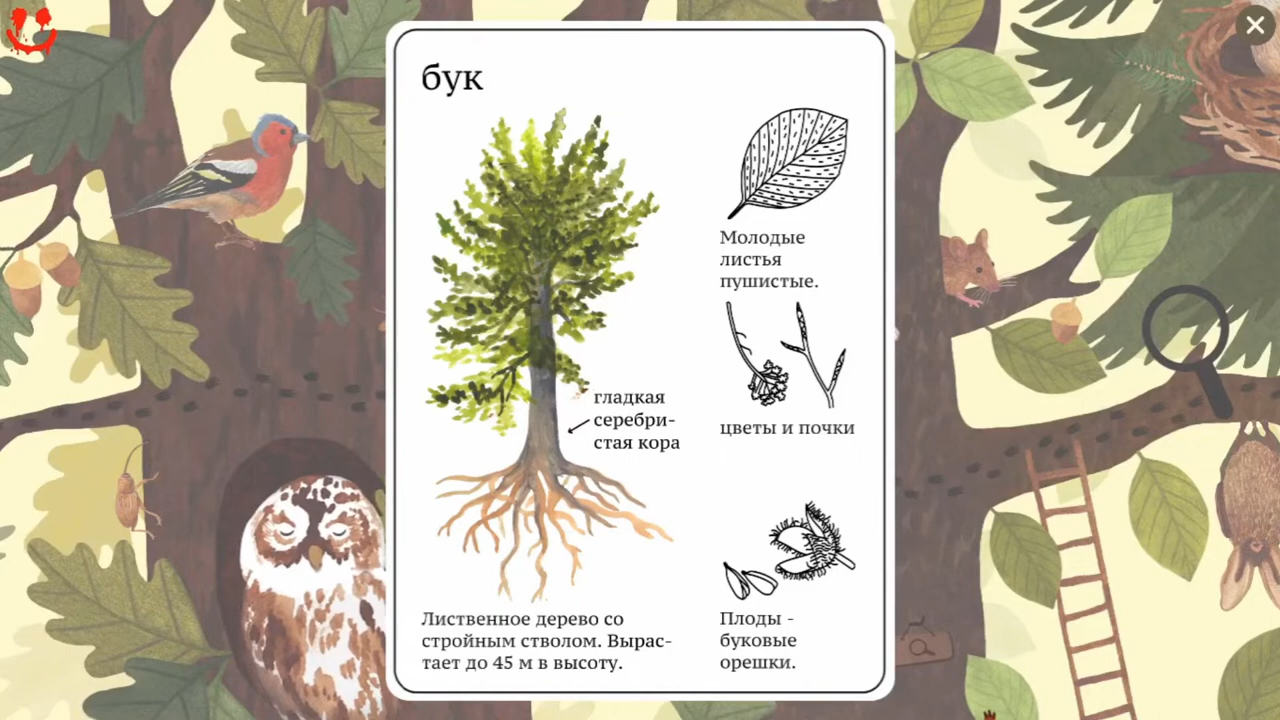 бук
Молодые
листья
пушистые.
цветы и почки
гладкая
серебри-
стая кора
Лиственное дерево со
стройным стволом. Вырас-
тает до 45 м в высоту.
Плоды -
буковые
орешки.